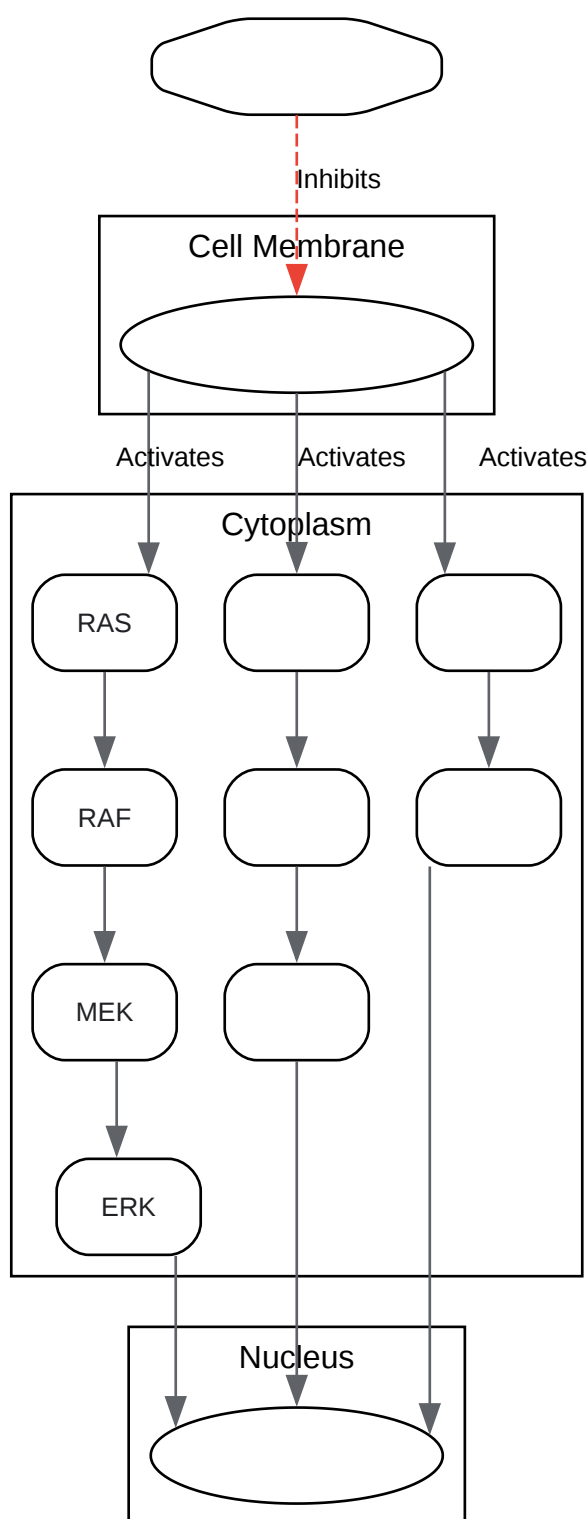 Inhibits
Cell Membrane
Activates
Activates
Activates
Cytoplasm
RAS
RAF
MEK
ERK
Nucleus